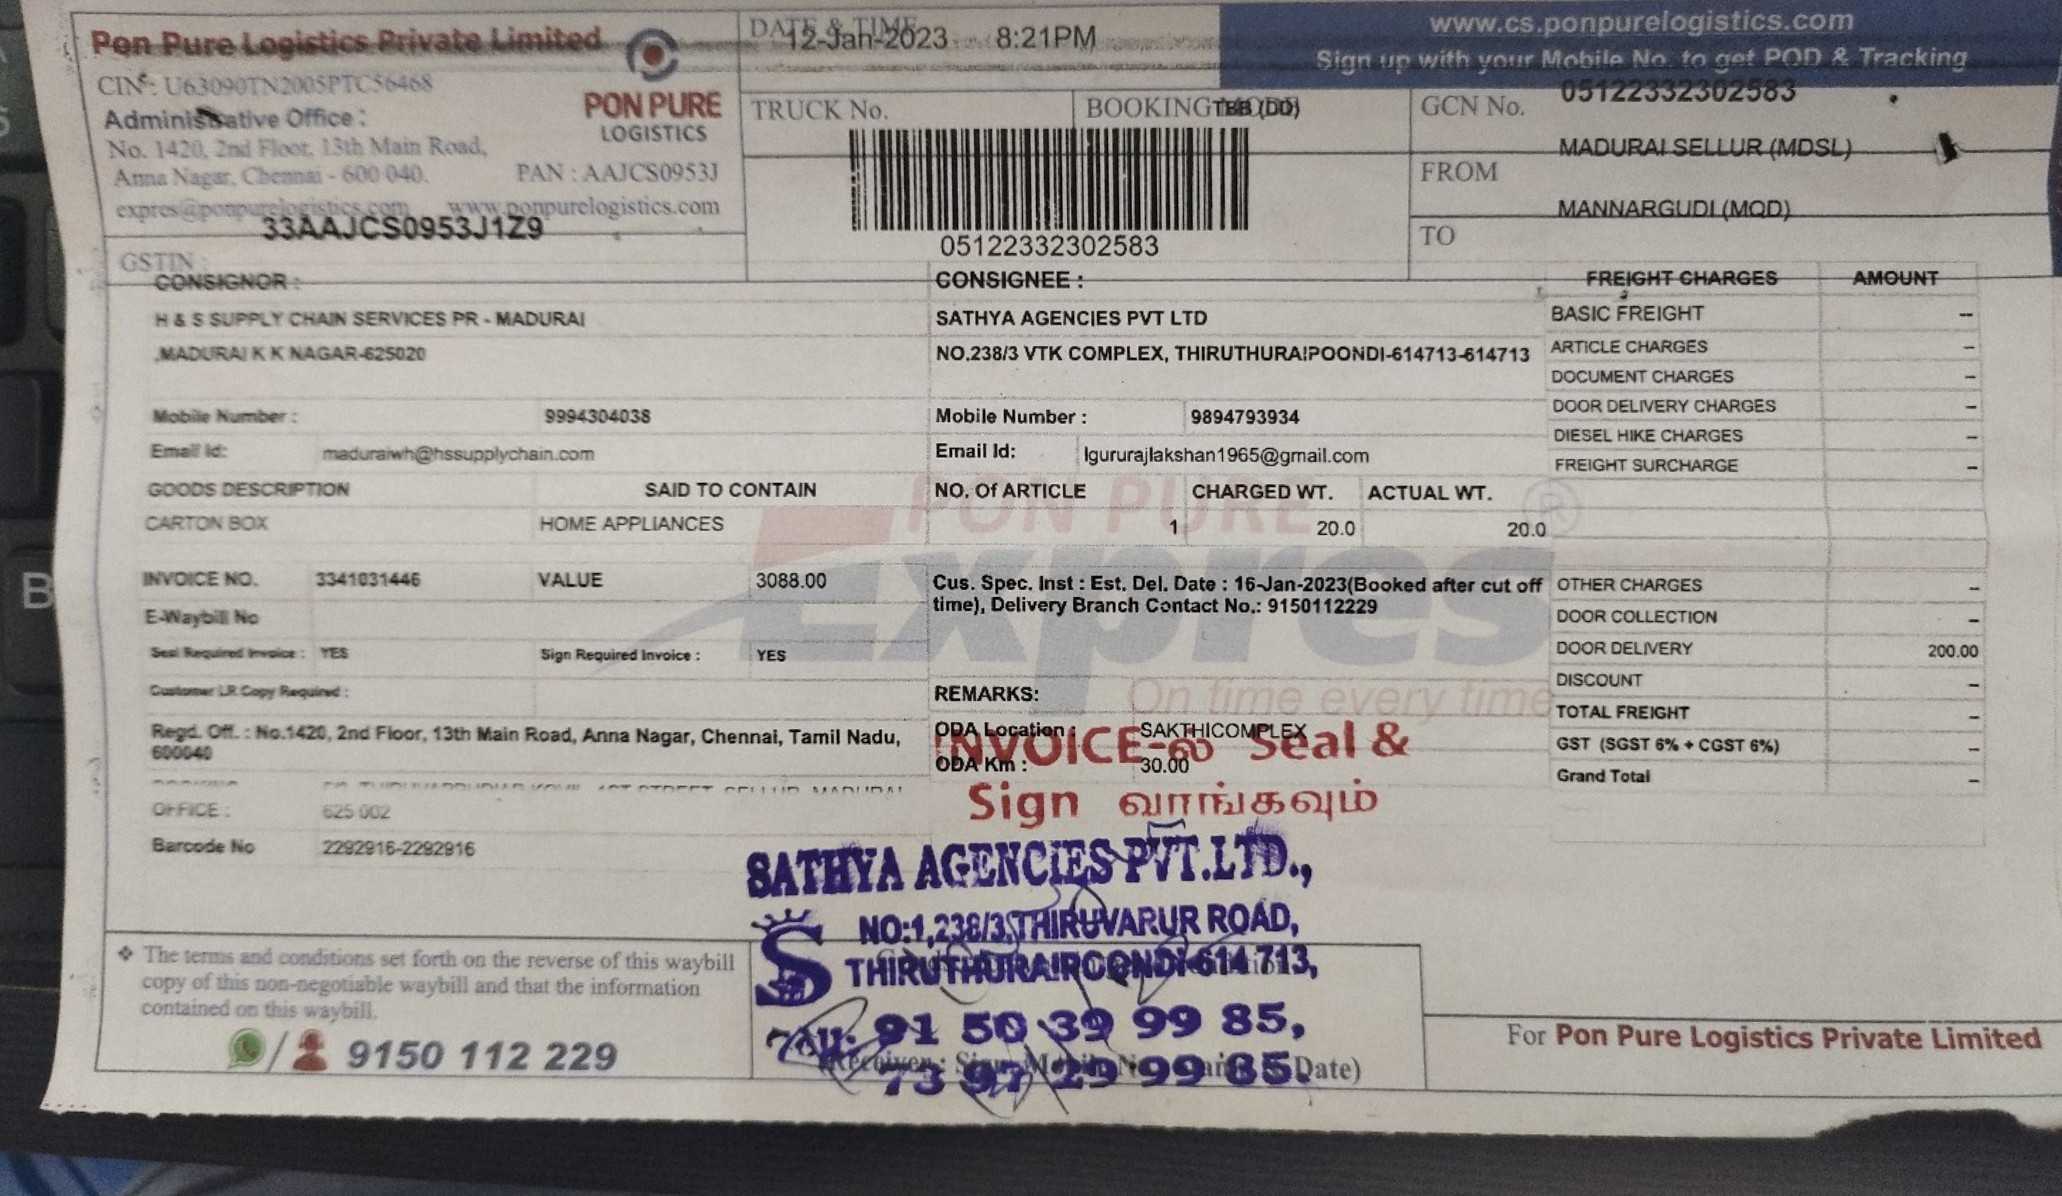 Pon Pure Logistics Private Limited
CIN : U63090TN2005PTC56468
Administrative Office :
No. 1420, 2nd Floor, 13th Main Road,
Anna Nagar, Chennai - 600 040.
PAN : AAJCS0953J
expres@ponpurelogistics.com www.ponpurelogistics.com
33AAJCS0953J1Z9
GSTIN :
PON PURE
LOGISTICS
DATE & TIME
12-Jan-2023 8:21PM
TRUCK No.
BOOKING MODE
TBB (DD)
05122332302583
www.cs.ponpurelogistics.com
Sign up with your Mobile No. to get POD & Tracking
GCN No. 05122332302583
MADURAI SELLUR (MDSL)
FROM
MANNARGUDI (MQD)
TO
CONSIGNOR :
H & S SUPPLY CHAIN SERVICES PR - MADURAI
,MADURAI K K NAGAR-625020
Mobile Number : 9994304038
Email Id: maduraiwh@hssupplychain.com
CONSIGNEE :
SATHYA AGENCIES PVT LTD
NO.238/3 VTK COMPLEX, THIRUTHURAIPOONDI-614713-614713
Mobile Number : 9894793934
Email Id: lgururajlakshan1965@gmail.com
GOODS DESCRIPTION SAID TO CONTAIN NO. Of ARTICLE CHARGED WT. ACTUAL WT.
CARTON BOX HOME APPLIANCES 1 20.0 20.0
PON PURE
Expres
On time every time
INVOICE NO. 3341031446 VALUE 3088.00
E-Waybill No
Seal Required Invoice : YES Sign Required Invoice : YES
Customer LR Copy Required :
Regd. Off. : No.1420, 2nd Floor, 13th Main Road, Anna Nagar, Chennai, Tamil Nadu,
600040
OFFICE : 625 002
Barcode No 2292916-2292916
Cus. Spec. Inst : Est. Del. Date : 16-Jan-2023(Booked after cut off
time), Delivery Branch Contact No.: 9150112229
REMARKS:
ODA Location : SAKTHICOMPLEX
ODA Km : 30.00
INVOICE-ல Seal &
Sign வாங்கவும்
FREIGHT CHARGES AMOUNT
BASIC FREIGHT --
ARTICLE CHARGES --
DOCUMENT CHARGES --
DOOR DELIVERY CHARGES --
DIESEL HIKE CHARGES --
FREIGHT SURCHARGE --
OTHER CHARGES --
DOOR COLLECTION --
DOOR DELIVERY 200.00
DISCOUNT --
TOTAL FREIGHT --
GST (SGST 6% + CGST 6%) --
Grand Total --
SATHYA AGENCIES PVT.LTD.,
NO:1,238/3,THIRUVARUR ROAD,
THIRUTHURAIPOONDI-614 713,
91 50 39 99 85,
73 97 29 99 85.
❖ The terms and conditions set forth on the reverse of this waybill
copy of this non-negotiable waybill and that the information
contained on this waybill.
/ 9150 112 229
For Pon Pure Logistics Private Limited